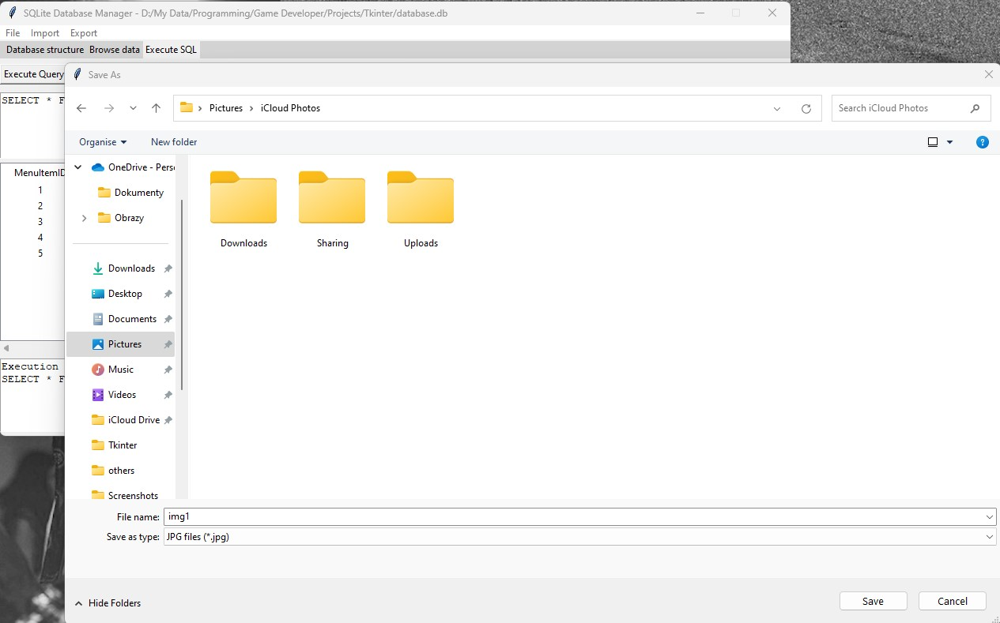 SQLite Database Manager - D:/My Data/Programming/Game Developer/Projects/Tkinter/database.db
File Import Export
Database structure Browse data Execute SQL
Execute Query
SELECT * F
MenuItemID
1
2
3
4
5
Execution
SELECT * F
Save As
Pictures iCloud Photos
Search iCloud Photos
Organise New folder
OneDrive - Pers
Dokumenty
Obrazy
Downloads
Desktop
Documents
Pictures
Music
Videos
iCloud Drive
Tkinter
others
Screenshots
Downloads Sharing Uploads
File name: img1
Save as type: JPG files (*.jpg)
Hide Folders
Save Cancel